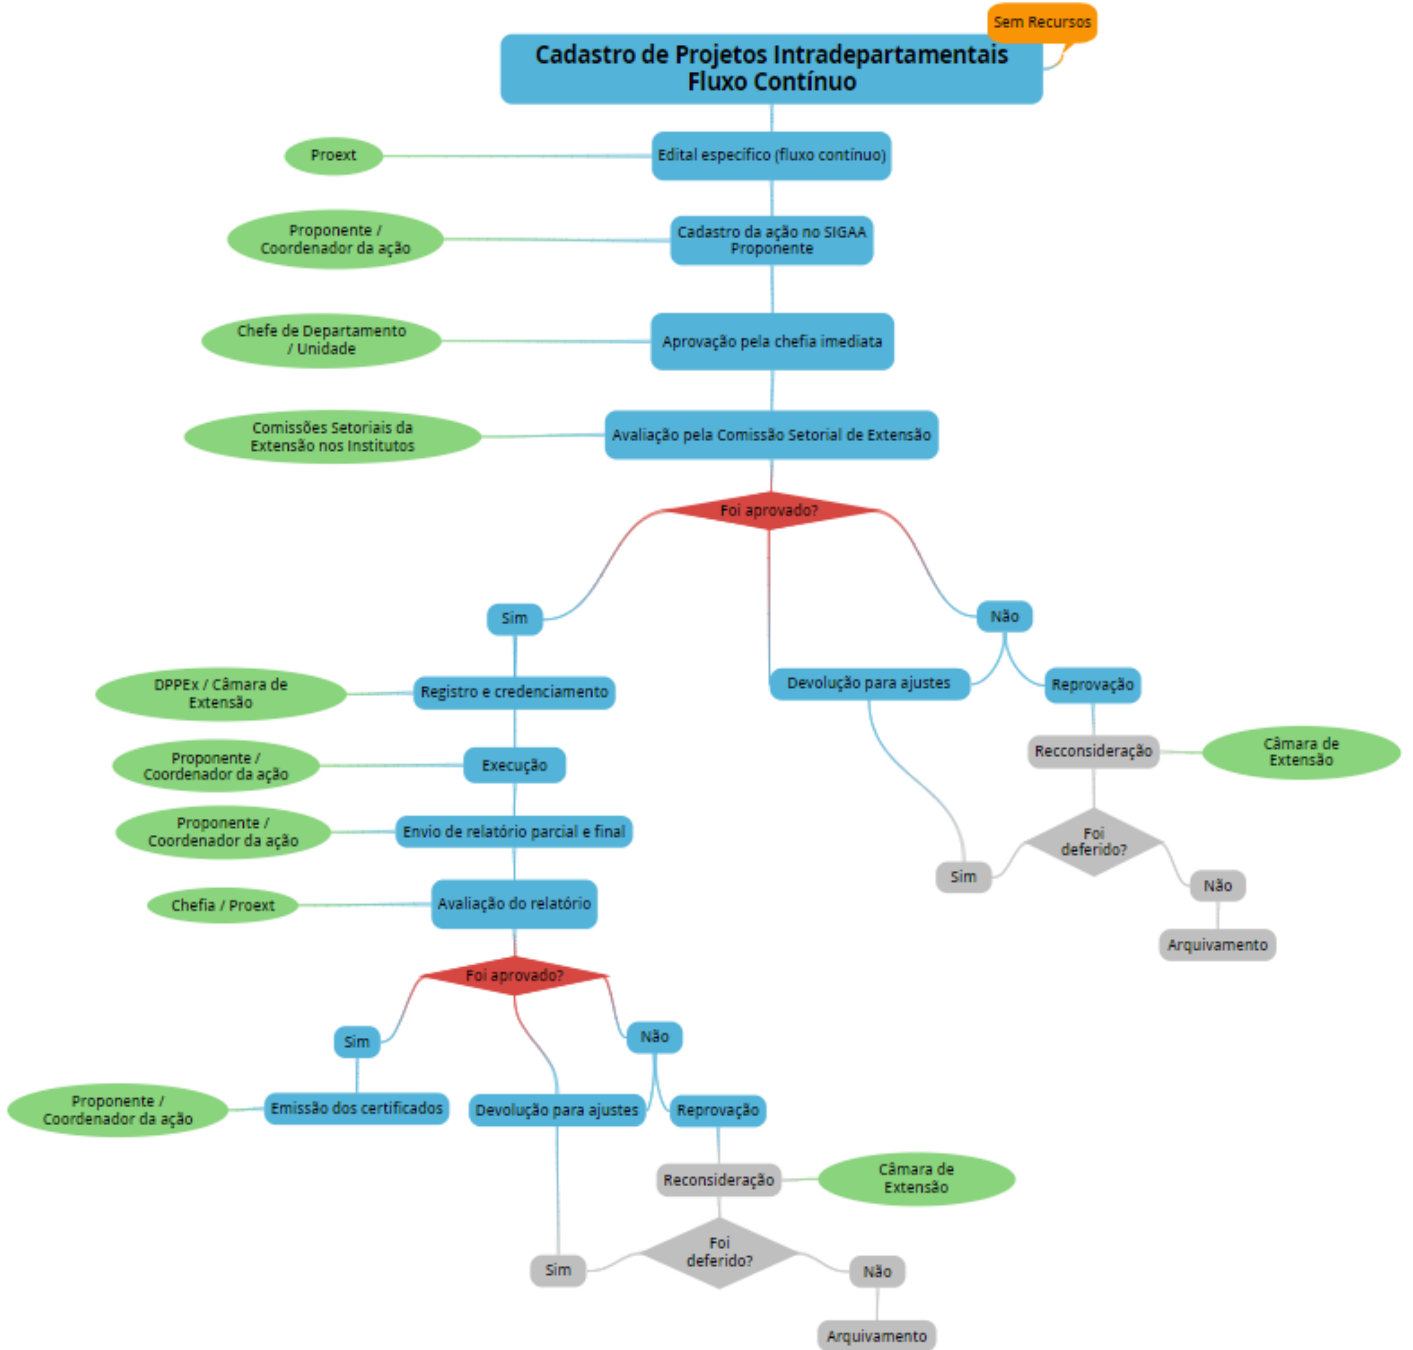 Sem Recursos
Cadastro de Projetos Intradepartamentais
Fluxo Contínuo
Proext
Edital específico (fluxo contínuo)
Proponente /
Coordenador da ação
Cadastro da ação no SIGAA
Proponente
Chefe de Departamento
/ Unidade
Aprovação pela chefia imediata
Comissões Setoriais da
Extensão nos Institutos
Avaliação pela Comissão Setorial de Extensão
Foi aprovado?
Sim
Não
DPPEx / Câmara de
Extensão
Registro e credenciamento
Devolução para ajustes
Reprovação
Proponente /
Coordenador da ação
Execução
Recconsideração
Câmara de
Extensão
Proponente /
Coordenador da ação
Envio de relatório parcial e final
Foi
deferido?
Sim
Não
Chefia / Proext
Avaliação do relatório
Arquivamento
Foi aprovado?
Sim
Não
Proponente /
Coordenador da ação
Emissão dos certificados
Devolução para ajustes
Reprovação
Reconsideração
Câmara de
Extensão
Foi
deferido?
Sim
Não
Arquivamento